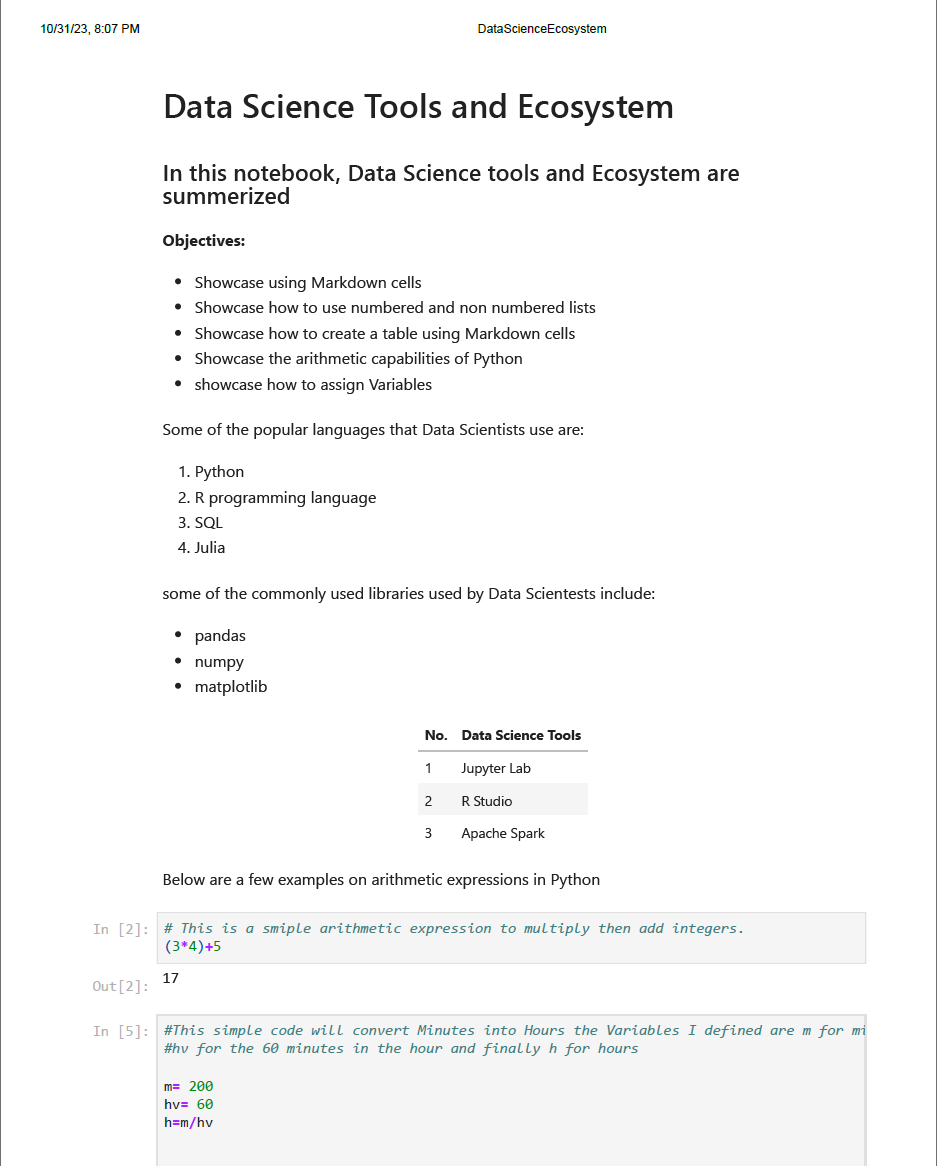 10/31/23, 8:07 PM DataScienceEcosystem
Data Science Tools and Ecosystem
In this notebook, Data Science tools and Ecosystem are
summerized
Objectives:
• Showcase using Markdown cells
• Showcase how to use numbered and non numbered lists
• Showcase how to create a table using Markdown cells
• Showcase the arithmetic capabilities of Python
• showcase how to assign Variables
Some of the popular languages that Data Scientists use are:
1. Python
2. R programming language
3. SQL
4. Julia
some of the commonly used libraries used by Data Scientests include:
• pandas
• numpy
• matplotlib
No. Data Science Tools
1 Jupyter Lab
2 R Studio
3 Apache Spark
Below are a few examples on arithmetic expressions in Python
In [2]: # This is a smiple arithmetic expression to multiply then add integers.
(3*4)+5
Out[2]: 17
In [5]: #This simple code will convert Minutes into Hours the Variables I defined are m for mi
#hv for the 60 minutes in the hour and finally h for hours
m= 200
hv= 60
h=m/hv